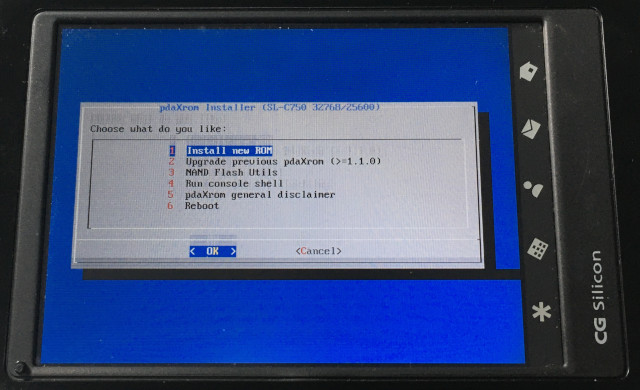 pdaXrom Installer (SL-C750 32768/25600)
Choose what do you like:
1 Install new ROM
2 Upgrade previous pdaXrom (>=1.1.0)
3 NAND Flash Utils
4 Run console shell
5 pdaXrom general disclaimer
6 Reboot
< OK > <Cancel>
CG Silicon